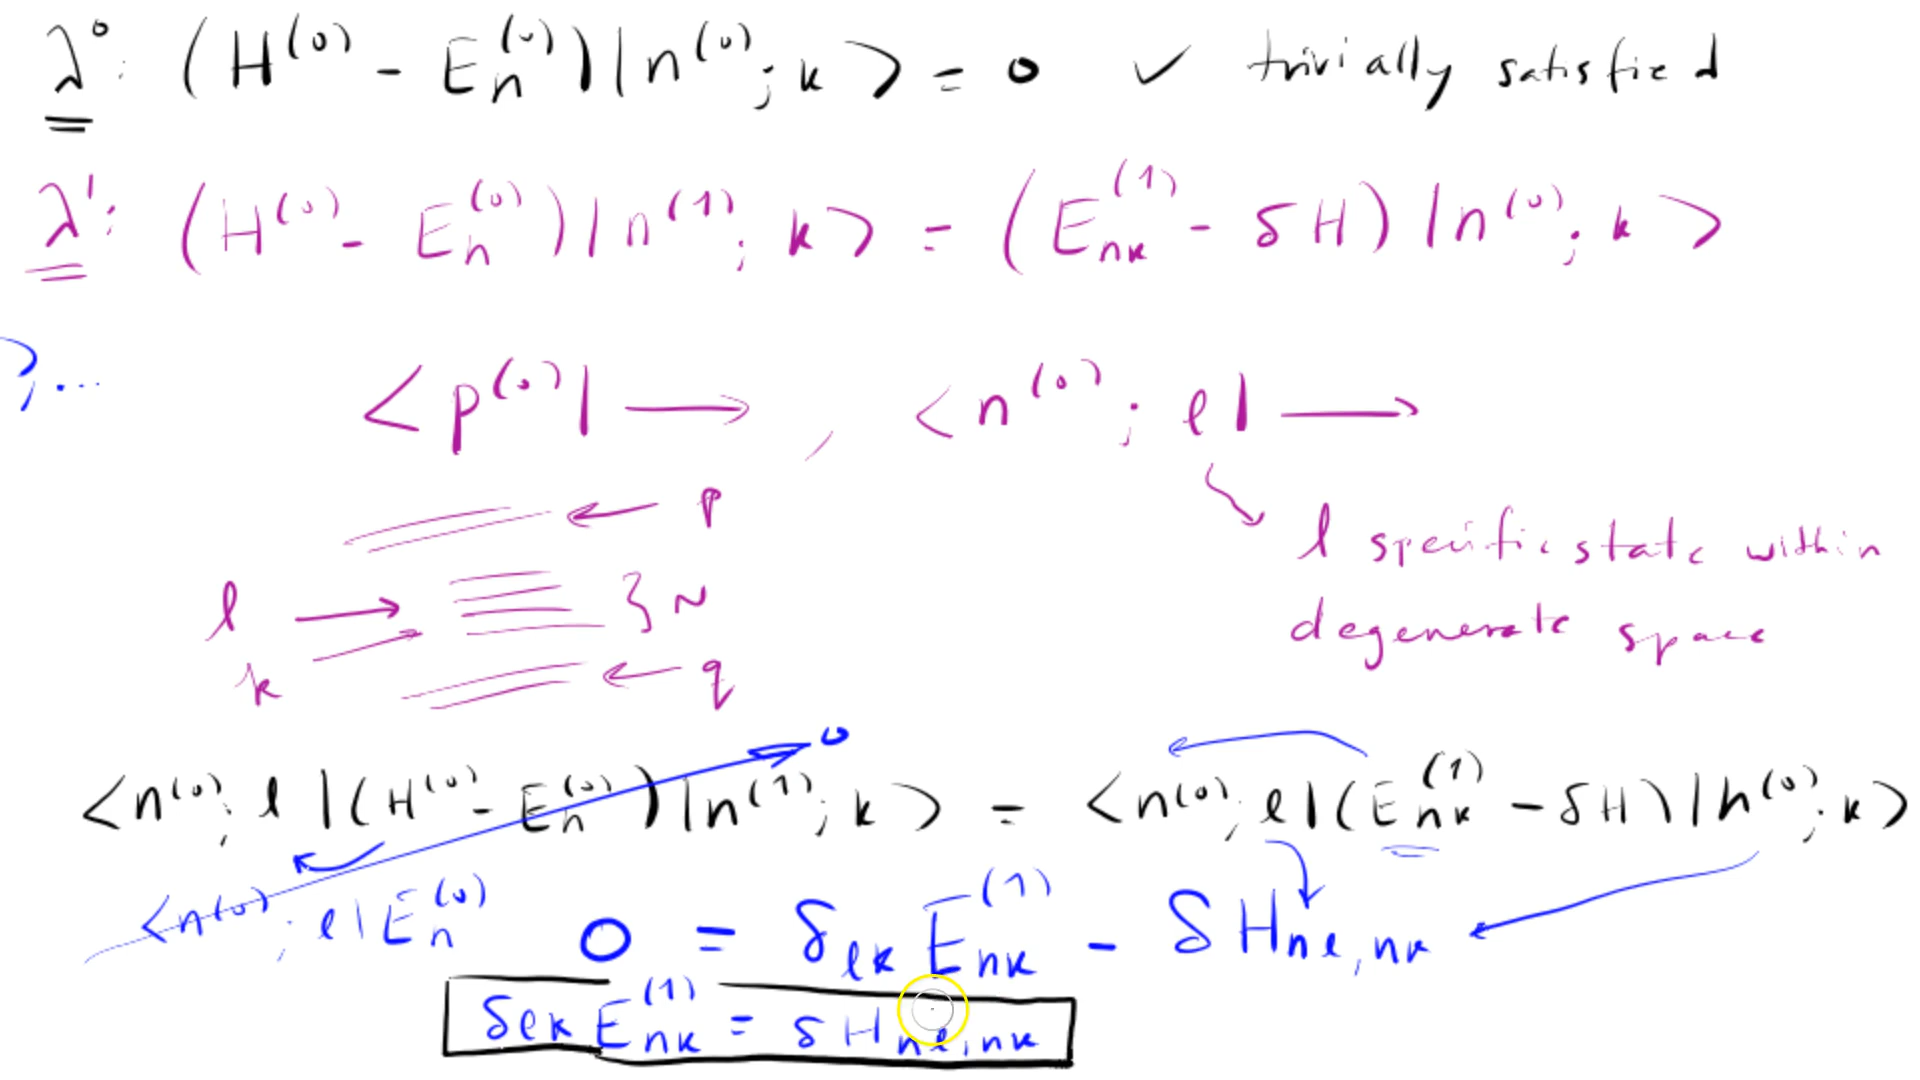 λ⁰: (H⁽⁰⁾ - Eₙ⁽⁰⁾)|n⁽⁰⁾; k> = 0 ✓ trivially satisfied
λ¹: (H⁽⁰⁾ - Eₙ⁽⁰⁾)|n⁽¹⁾; k> = (Eₙₖ⁽¹⁾ - δH)|n⁽⁰⁾; k>
>,...
<p⁽⁰⁾| ⟶ , <n⁽⁰⁾; l| ⟶
← p
l specific state within
l → } N
degenerate space
k → ← q
<n⁽⁰⁾; l|(H⁽⁰⁾ - Eₙ⁽⁰⁾)|n⁽¹⁾; k> = <n⁽⁰⁾; l|(Eₙₖ⁽¹⁾ - δH)|n⁽⁰⁾; k>
→ 0
<n⁽⁰⁾; l|Eₙ⁽⁰⁾ 0 = δₗₖ Eₙₖ⁽¹⁾ - δHₙₗ,ₙₖ
δₗₖ Eₙₖ⁽¹⁾ = δHₙₗ,ₙₖ